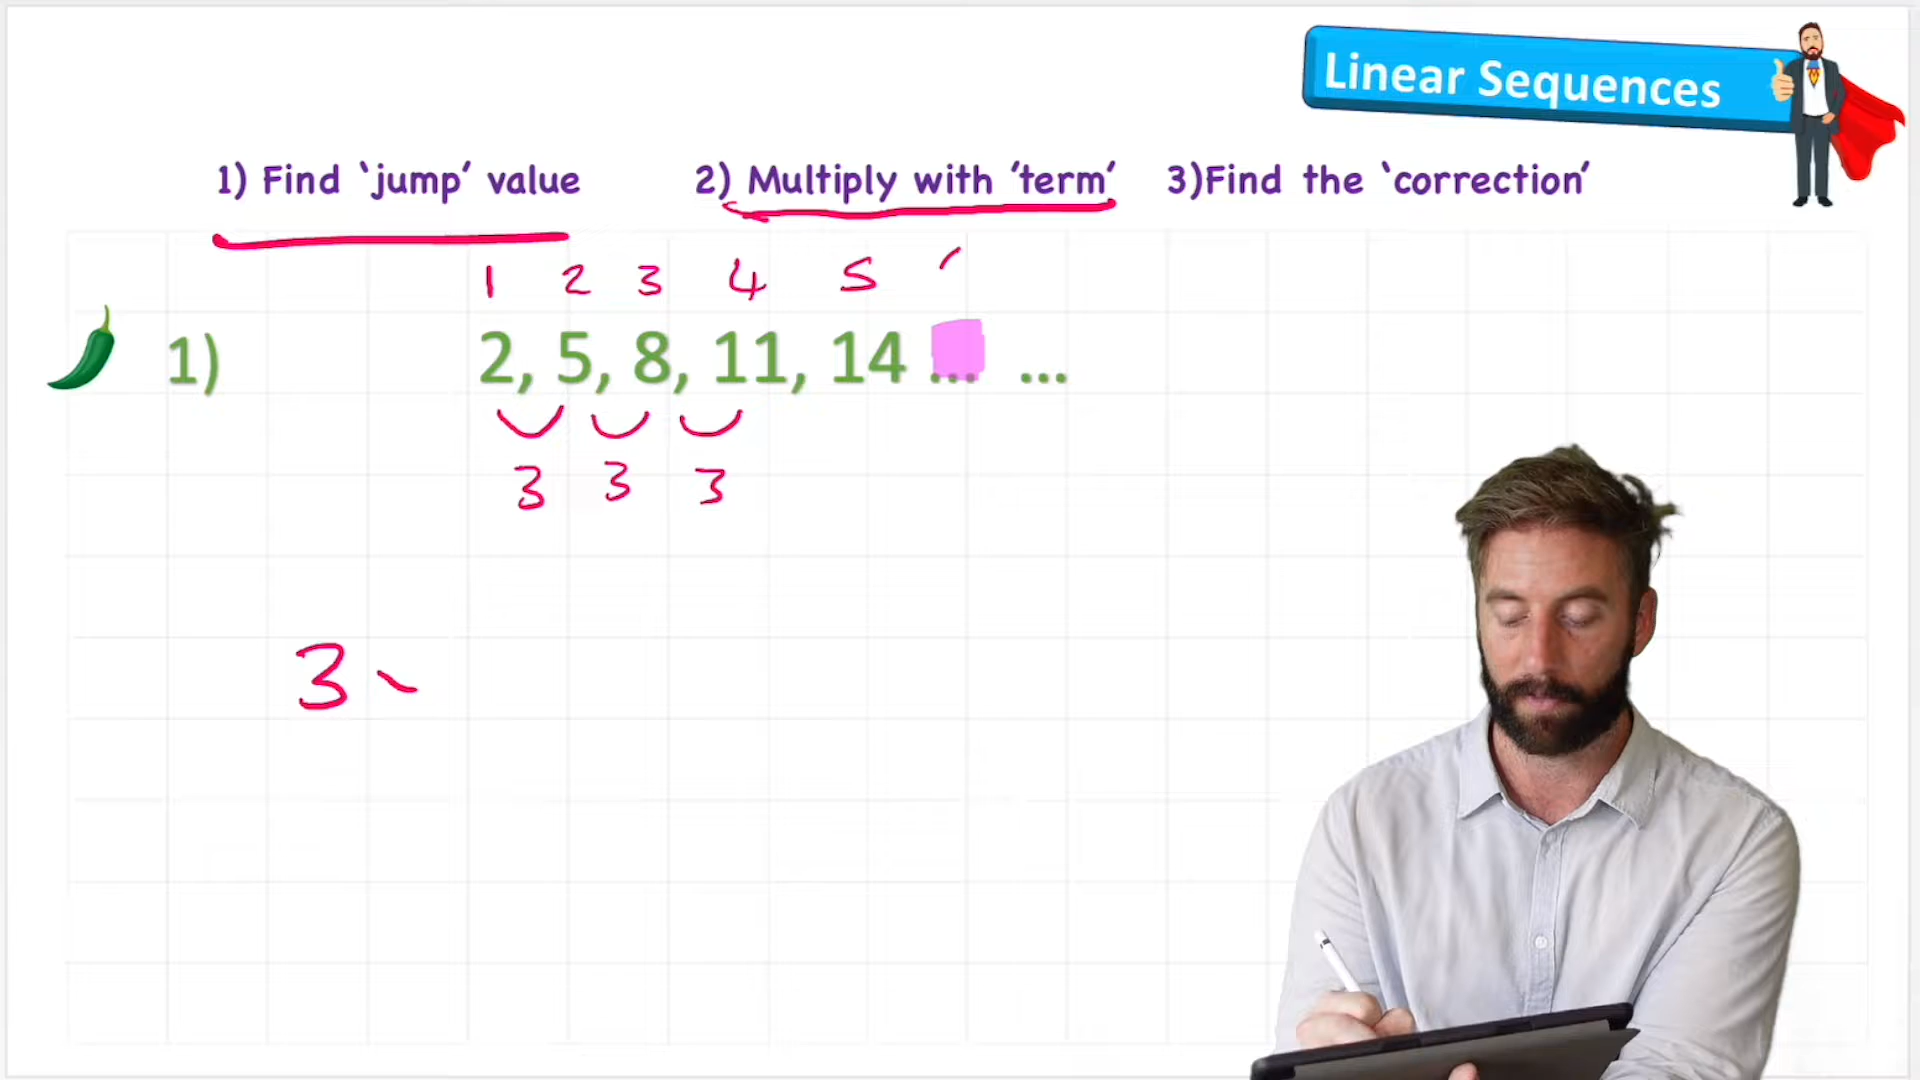 Linear Sequences
1) Find ‘jump’ value 2) Multiply with ’term’ 3)Find the ‘correction’
1 2 3 4 5
1) 2, 5, 8, 11, 14 ... ...
3 3 3
3